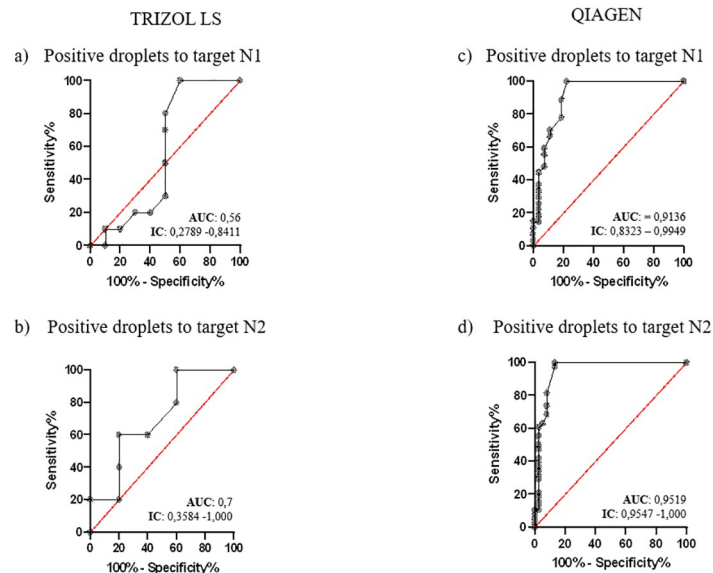 TRIZOL LS
QIAGEN
a) Positive droplets to target N1
100
80
60
40
20
0
Sensitivity%
AUC: 0,56
IC: 0,2789 -0,8411
0 20 40 60 80 100
100% - Specificity%
c) Positive droplets to target N1
100
80
60
40
20
0
Sensitivity%
AUC: = 0,9136
IC: 0,8323 – 0,9949
0 20 40 60 80 100
100% - Specificity%
b) Positive droplets to target N2
100
80
60
40
20
0
Sensitivity%
AUC: 0,7
IC: 0,3584 -1,000
0 20 40 60 80 100
100% - Specificity%
d) Positive droplets to target N2
100
80
60
40
20
0
Sensitivity%
AUC: 0,9519
IC: 0,9547 -1,000
0 20 40 60 80 100
100% - Specificity%